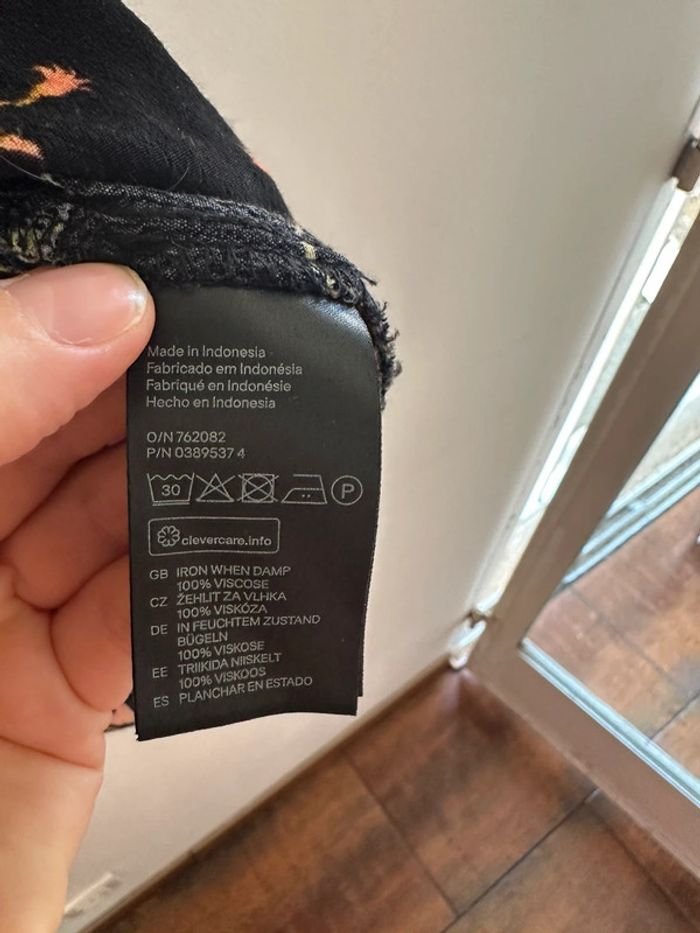 Made in Indonesia
Fabricado em Indonésia
Fabriqué en Indonésie
Hecho en Indonesia
O/N 762082
P/N 0389537 4
30 P
clevercare.info
GB IRON WHEN DAMP
100% VISCOSE
CZ ŽEHLIT ZA VLHKA
100% VISKÓZA
DE IN FEUCHTEM ZUSTAND
BÜGELN
100% VISKOSE
EE TRIIKIDA NIISKELT
100% VISKOOS
ES PLANCHAR EN ESTADO